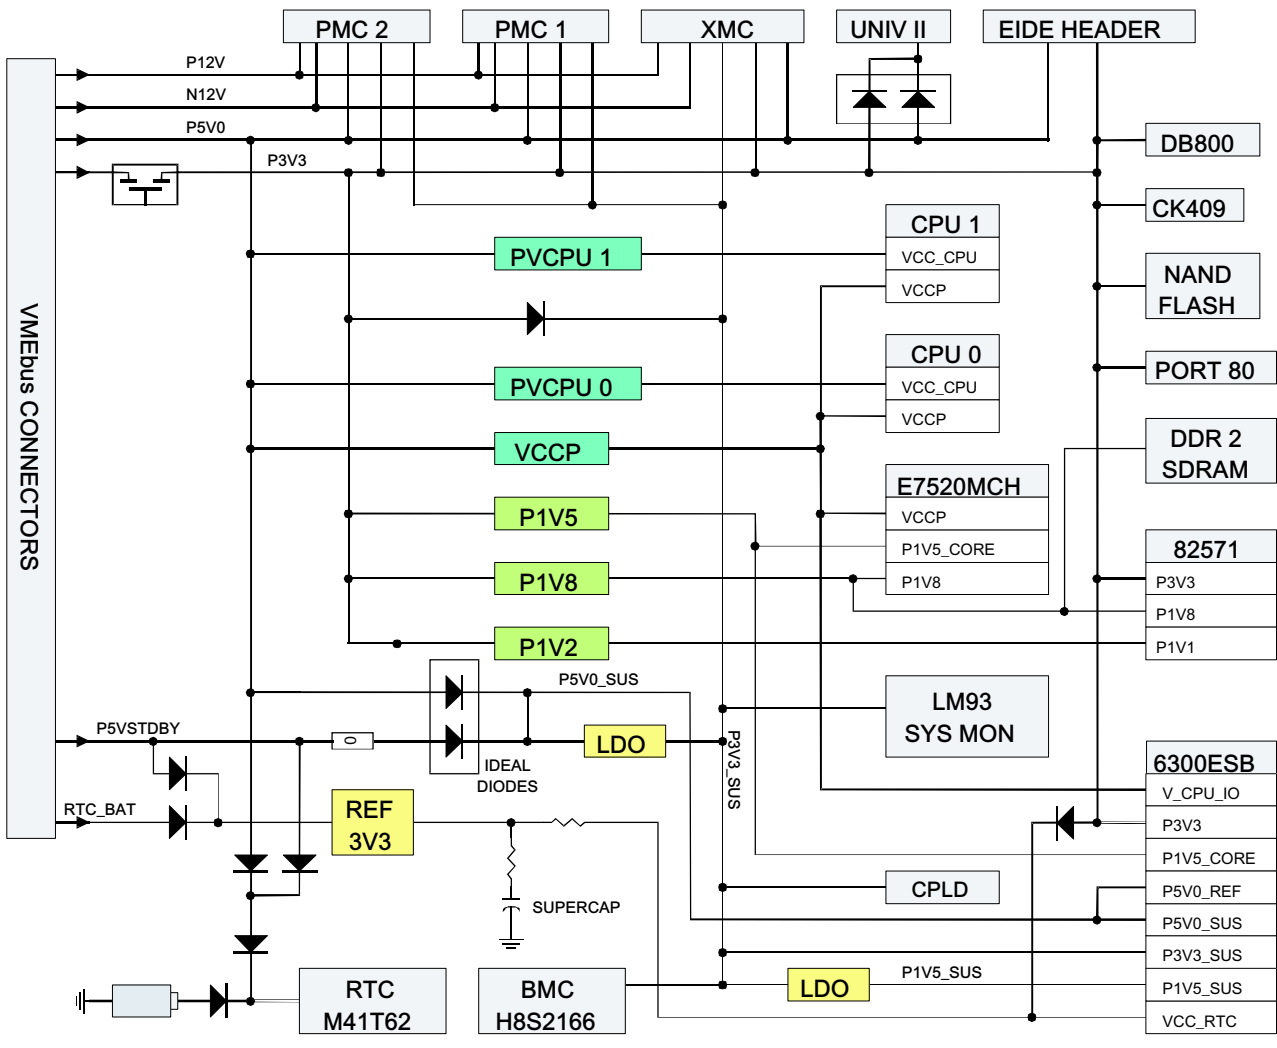 PMC 2
PMC 1
XMC
UNIV II
EIDE HEADER
P12V
N12V
P5V0
P3V3
DB800
CK409
CPU 1
VCC_CPU
VCCP
PVCPU 1
NAND
FLASH
VMEbus CONNECTORS
CPU 0
VCC_CPU
VCCP
PVCPU 0
PORT 80
VCCP
DDR 2
SDRAM
E7520MCH
VCCP
P1V5_CORE
P1V8
P1V5
P1V8
P1V2
82571
P3V3
P1V8
P1V1
P5V0_SUS
LM93
SYS MON
P5VSTDBY
0
LDO
P3V3_SUS
IDEAL
DIODES
RTC_BAT
REF
3V3
6300ESB
V_CPU_IO
P3V3
P1V5_CORE
P5V0_REF
P5V0_SUS
P3V3_SUS
P1V5_SUS
VCC_RTC
CPLD
SUPERCAP
RTC
M41T62
BMC
H8S2166
LDO
P1V5_SUS